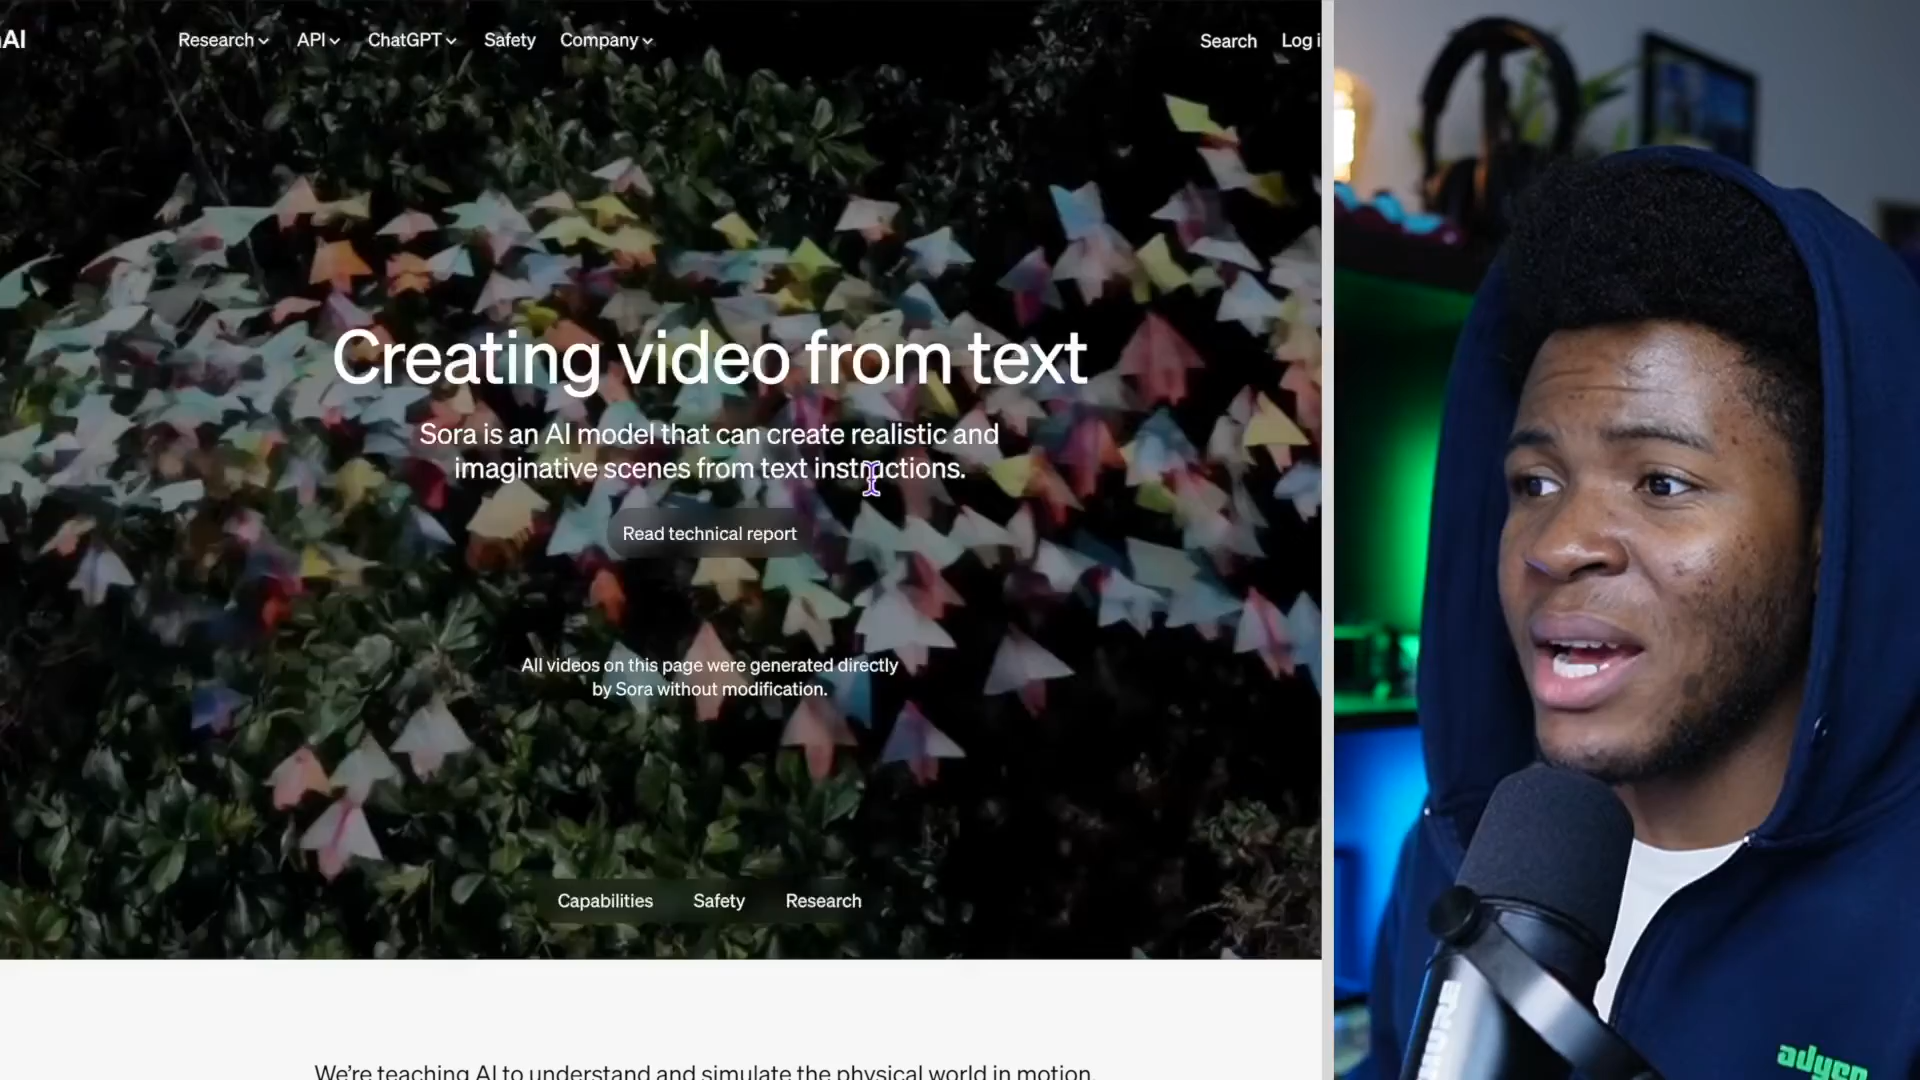 AI
Research
API
ChatGPT
Safety
Company
Search
Log i
Creating video from text
Sora is an AI model that can create realistic and
imaginative scenes from text instructions.
Read technical report
All videos on this page were generated directly
by Sora without modification.
Capabilities
Safety
Research
We're teaching AI to understand and simulate the physical world in motion,
adyen